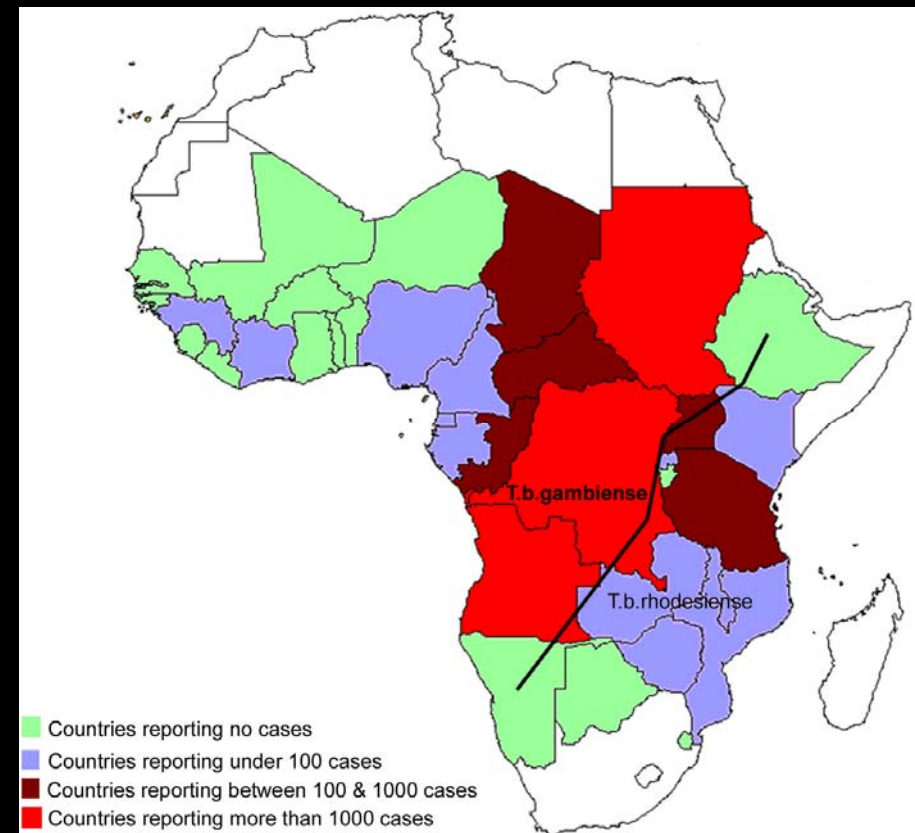 T.b.gambiense
T.b.rhodesiense
Countries reporting no cases
Countries reporting under 100 cases
Countries reporting between 100 & 1000 cases
Countries reporting more than 1000 cases